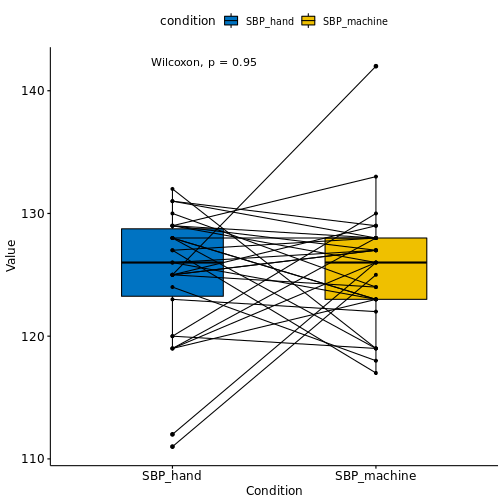 condition SBP_hand SBP_machine
Wilcoxon, p = 0.95
140
130
120
110
Value
SBP_hand SBP_machine
Condition